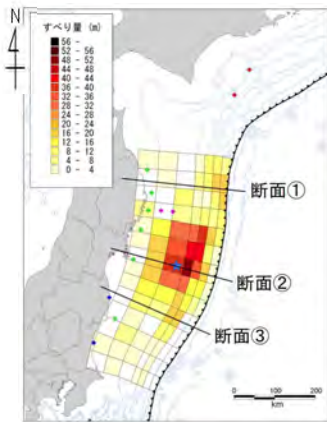 N
すべり量 (m)
56 -
52 - 56
48 - 52
44 - 48
40 - 44
36 - 40
32 - 36
28 - 32
24 - 28
20 - 24
16 - 20
12 - 16
8 - 12
4 - 8
0 - 4
断面①
断面②
断面③
0 100 200
km